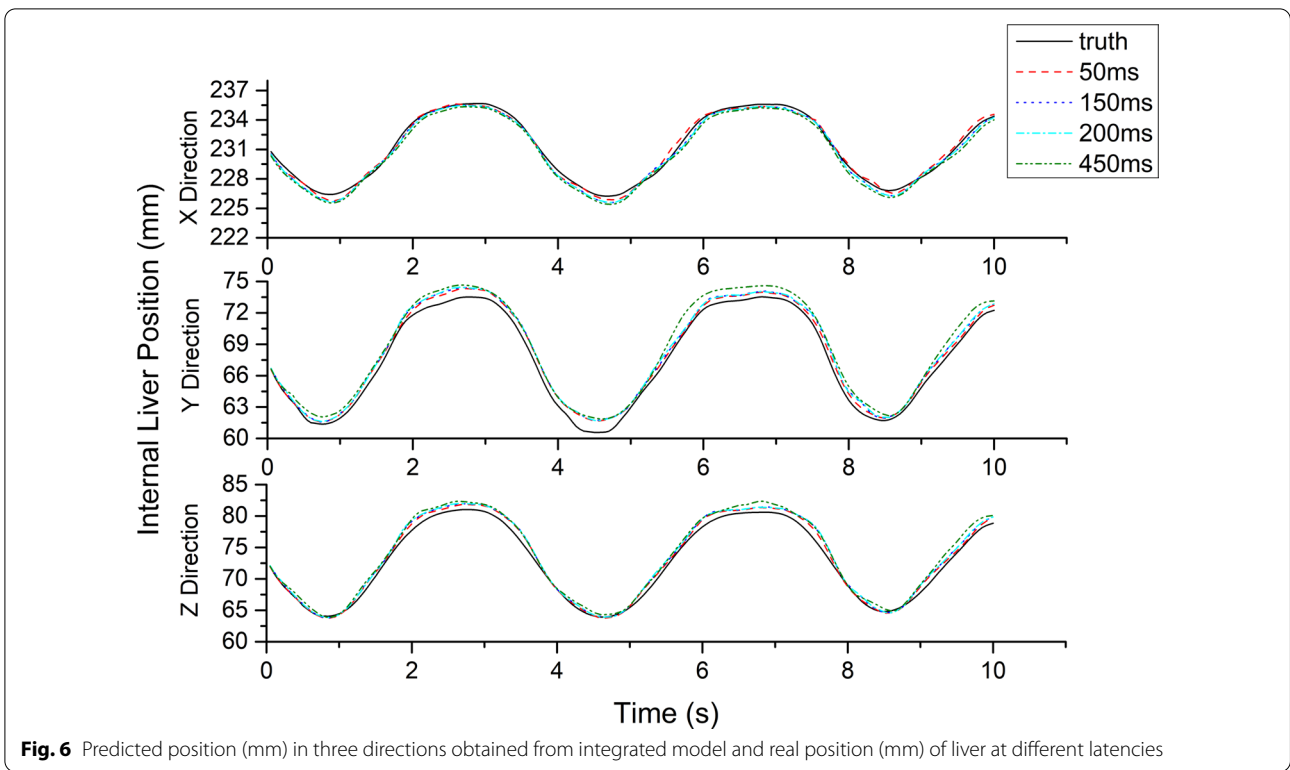 truth
50ms
150ms
200ms
450ms
Internal Liver Position (mm)
X Direction
237
234
231
228
225
222
0 2 4 6 8 10
Y Direction
75
72
69
66
63
60
0 2 4 6 8 10
Z Direction
85
80
75
70
65
60
0 2 4 6 8 10
Time (s)
Fig. 6 Predicted position (mm) in three directions obtained from integrated model and real position (mm) of liver at different latencies